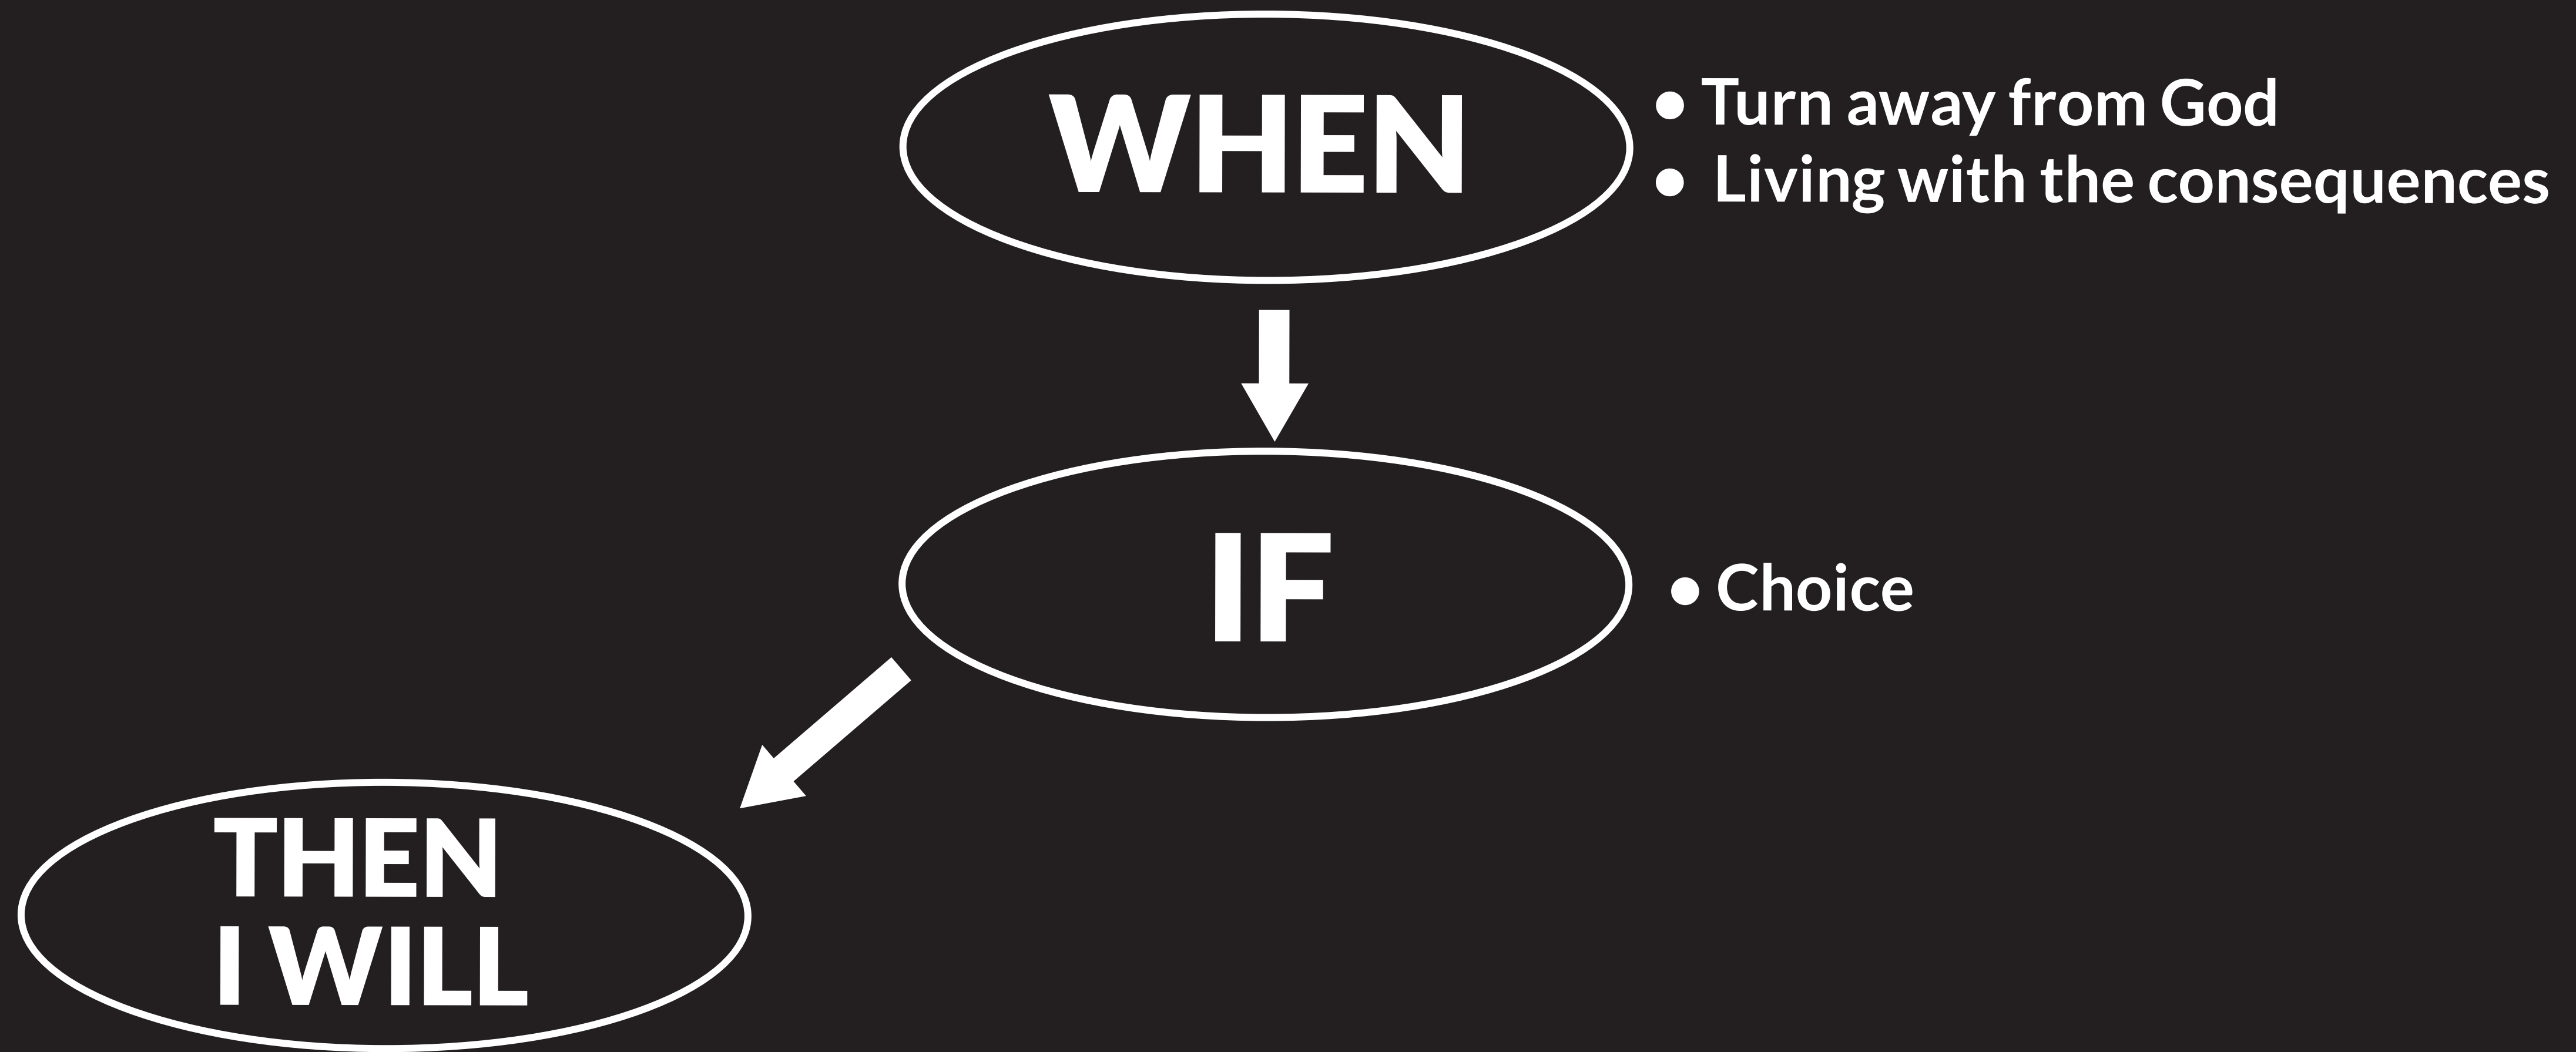 WHEN
• Turn away from God
• Living with the consequences
IF
• Choice
THEN
I WILL